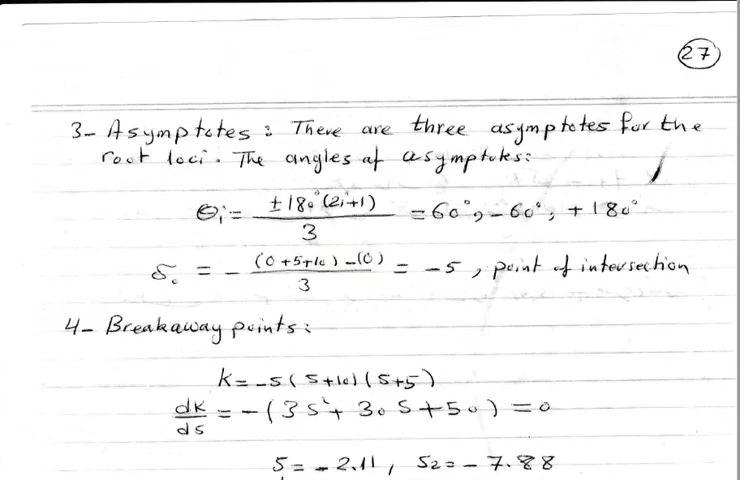 27
3- Asymptotes : There are three asymptotes for the
root loci. The angles of asymptotes:
θi = ±180°(2i+1) / 3 = 60°, -60°, +180°
δ₀ = - (0+5+10)-(0) / 3 = -5, point of intersection
4- Breakaway points:
K = -S(S+10)(S+5)
dK/ds = -(3S²+30S+50) = 0
S₁ = -2.11, S2 = -7.88